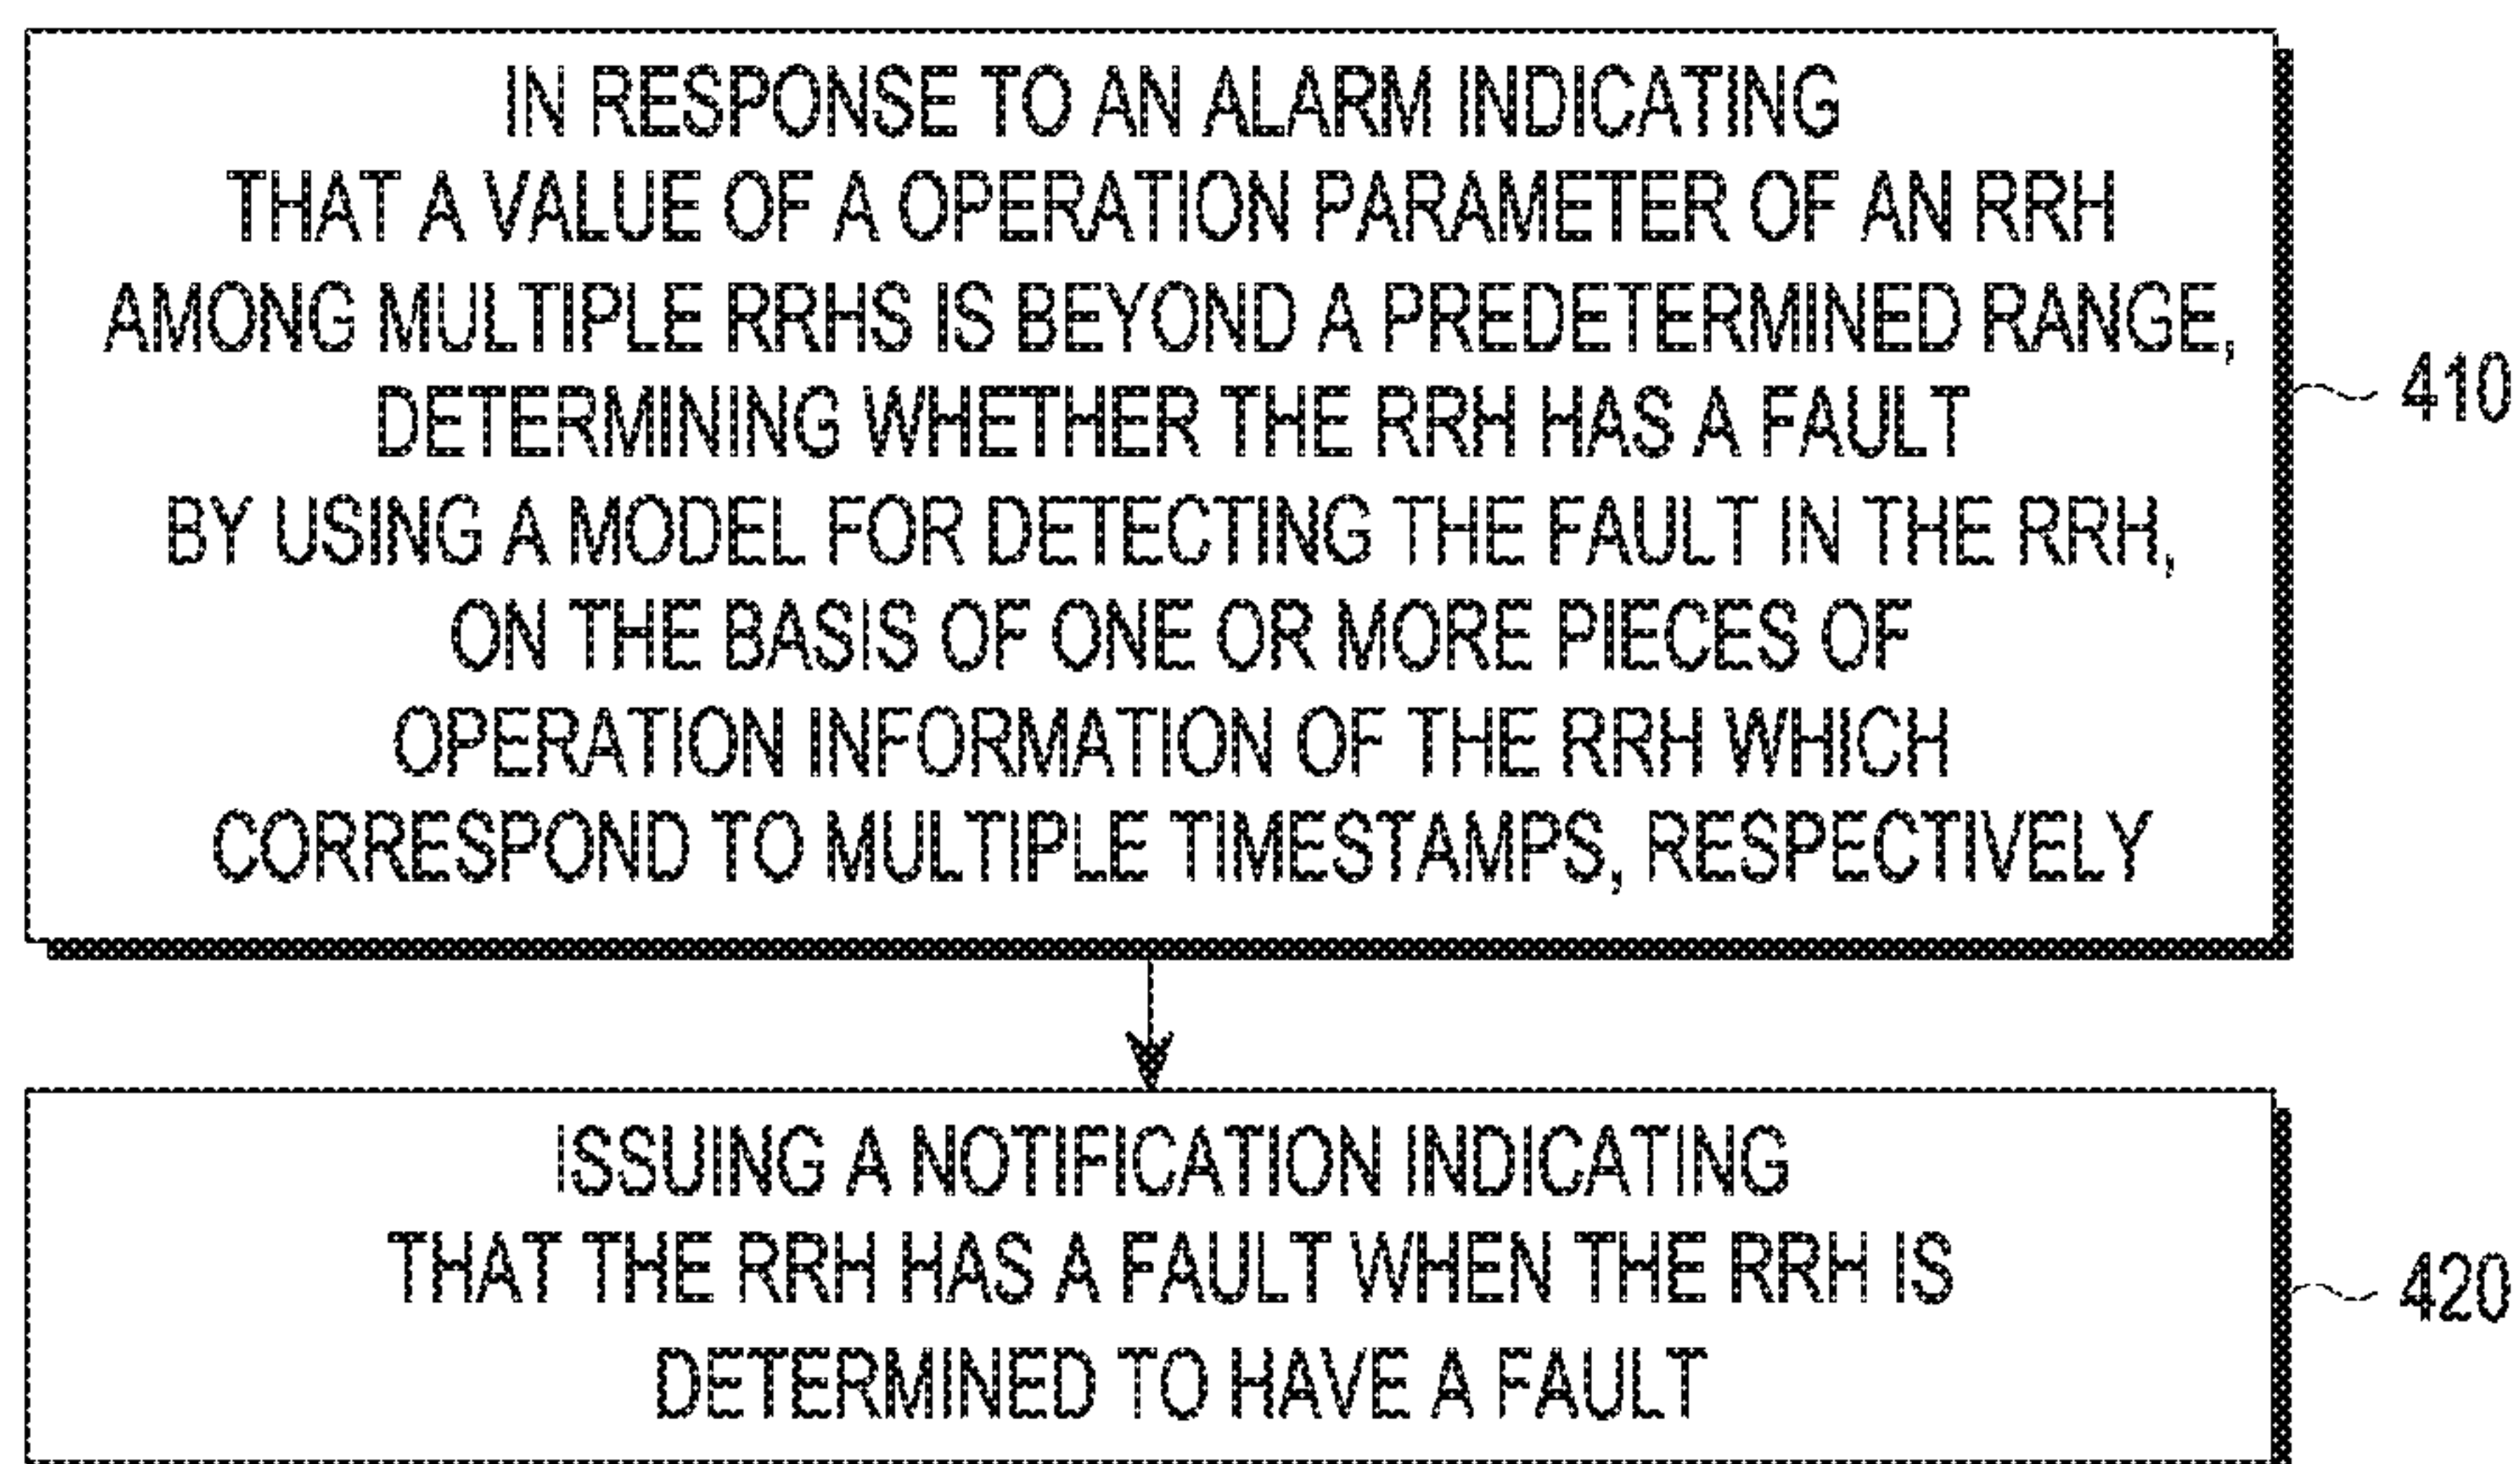 IN RESPONSE TO AN ALARM INDICATING
THAT A VALUE OF A OPERATION PARAMETER OF AN RRH
AMONG MULTIPLE RRHS IS BEYOND A PREDETERMINED RANGE,
DETERMINING WHETHER THE RRH HAS A FAULT
BY USING A MODEL FOR DETECTING THE FAULT IN THE RRH,
ON THE BASIS OF ONE OR MORE PIECES OF
OPERATION INFORMATION OF THE RRH WHICH
CORRESPOND TO MULTIPLE TIMESTAMPS, RESPECTIVELY
410
ISSUING A NOTIFICATION INDICATING
THAT THE RRH HAS A FAULT WHEN THE RRH IS
DETERMINED TO HAVE A FAULT
420